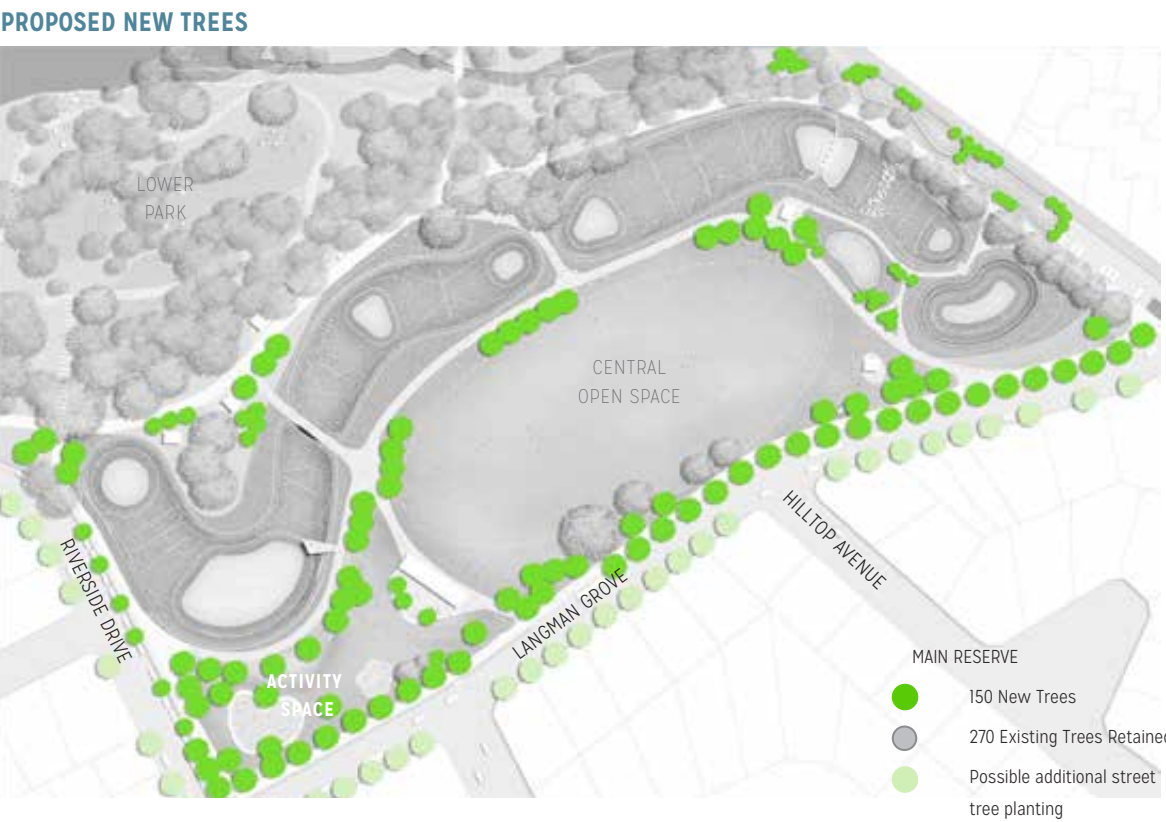 PROPOSED NEW TREES
LOWER
PARK
CENTRAL
OPEN SPACE
HILLTOP AVENUE
RIVERSIDE DRIVE
LANGMAN GROVE
ACTIVITY
SPACE
MAIN RESERVE
150 New Trees
270 Existing Trees Retained
Possible additional street
tree planting